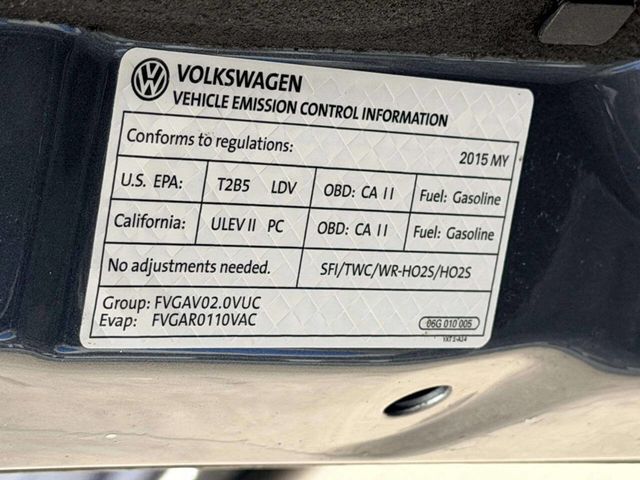 VOLKSWAGEN
VEHICLE EMISSION CONTROL INFORMATION
Conforms to regulations: 2015 MY
U.S. EPA: T2B5 LDV OBD: CA II Fuel: Gasoline
California: ULEV II PC OBD: CA II Fuel: Gasoline
No adjustments needed. SFI/TWC/WR-HO2S/HO2S
Group: FVGAV02.0VUC
Evap: FVGAR0110VAC 06G 010 005